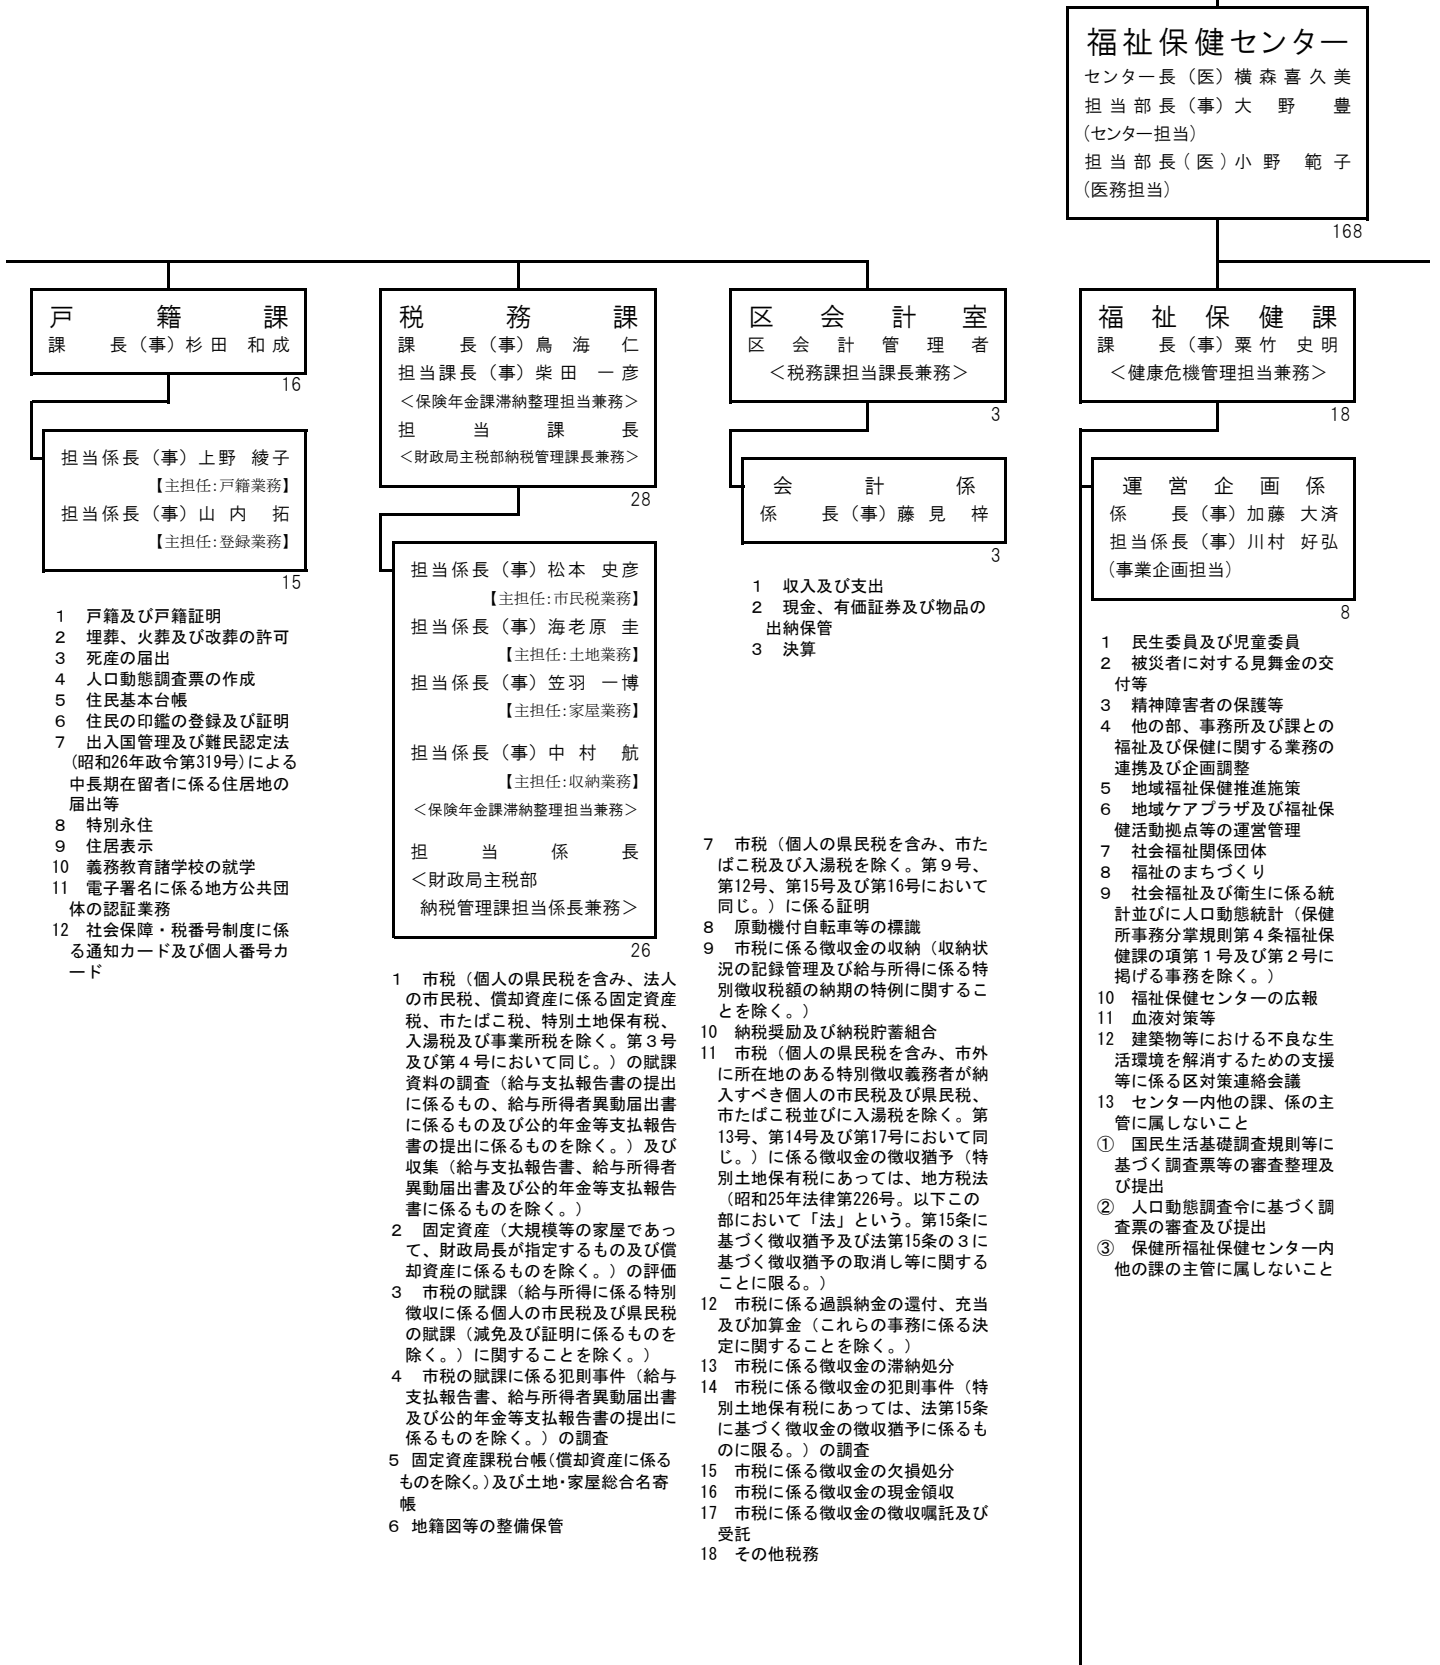 福祉保健センター
センター長（医）横森喜久美
担当部長（事）大野　豊
（センター担当）
担当部長（医）小野　範子
（医務担当）
168
戸籍課
課長（事）杉田　和成
16
担当係長（事）上野　綾子
【主担任：戸籍業務】
担当係長（事）山内　拓
【主担任：登録業務】
15
1　戸籍及び戸籍証明
2　埋葬、火葬及び改葬の許可
3　死産の届出
4　人口動態調査票の作成
5　住民基本台帳
6　住民の印鑑の登録及び証明
7　出入国管理及び難民認定法
（昭和26年政令第319号）による
中長期在留者に係る住居地の
届出等
8　特別永住
9　住居表示
10　義務教育諸学校の就学
11　電子署名に係る地方公共団
体の認証業務
12　社会保障・税番号制度に係
る通知カード及び個人番号カ
ード
税務課
課長（事）鳥海　仁
担当課長（事）柴田　一彦
＜保険年金課滞納整理担当兼務＞
担当課長
＜財政局主税部納税管理課長兼務＞
28
担当係長（事）松本　史彦
【主担任：市民税業務】
担当係長（事）海老原　圭
【主担任：土地業務】
担当係長（事）笠羽　一博
【主担任：家屋業務】
担当係長（事）中村　航
【主担任：収納業務】
＜保険年金課滞納整理担当兼務＞
担当係長
＜財政局主税部
納税管理課担当係長兼務＞
26
1　市税（個人の県民税を含み、法人
の市民税、償却資産に係る固定資産
税、市たばこ税、特別土地保有税、
入湯税及び事業所税を除く。第３号
及び第４号において同じ。）の賦課
資料の調査（給与支払報告書の提出
に係るもの、給与所得者異動届出書
に係るもの及び公的年金等支払報告
書の提出に係るものを除く。）及び
収集（給与支払報告書、給与所得者
異動届出書及び公的年金等支払報告
書に係るものを除く。）
2　固定資産（大規模等の家屋であっ
て、財政局長が指定するもの及び償
却資産に係るものを除く。）の評価
3　市税の賦課（給与所得に係る特別
徴収に係る個人の市民税及び県民税
の賦課（減免及び証明に係るものを
除く。）に関することを除く。）
4　市税の賦課に係る犯則事件（給与
支払報告書、給与所得者異動届出書
及び公的年金等支払報告書の提出に
係るものを除く。）の調査
5　固定資産課税台帳（償却資産に係る
ものを除く。）及び土地・家屋総合名寄
帳
6　地籍図等の整備保管
区会計室
区会計管理者
＜税務課担当課長兼務＞
3
会計係
係長（事）藤見　梓
3
1　収入及び支出
2　現金、有価証券及び物品の
出納保管
3　決算
7　市税（個人の県民税を含み、市た
ばこ税及び入湯税を除く。第９号、
第12号、第15号及び第16号において
同じ。）に係る証明
8　原動機付自転車等の標識
9　市税に係る徴収金の収納（収納状
況の記録管理及び給与所得に係る特
別徴収税額の納期の特例に関するこ
とを除く。）
10　納税奨励及び納税貯蓄組合
11　市税（個人の県民税を含み、市外
に所在地のある特別徴収義務者が納
入すべき個人の市民税及び県民税、
市たばこ税並びに入湯税を除く。第
13号、第14号及び第17号において同
じ。）に係る徴収金の徴収猶予（特
別土地保有税にあっては、地方税法
（昭和25年法律第226号。以下この
部において「法」という。第15条に
基づく徴収猶予及び法第15条の３に
基づく徴収猶予の取消し等に関する
ことに限る。）
12　市税に係る過誤納金の還付、充当
及び加算金（これらの事務に係る決
定に関することを除く。）
13　市税に係る徴収金の滞納処分
14　市税に係る徴収金の犯則事件（特
別土地保有税にあっては、法第15条
に基づく徴収金の徴収猶予に係るも
のに限る。）の調査
15　市税に係る徴収金の欠損処分
16　市税に係る徴収金の現金領収
17　市税に係る徴収金の徴収嘱託及び
受託
18　その他税務
福祉保健課
課長（事）粟竹　史明
＜健康危機管理担当兼務＞
18
運営企画係
係長（事）加藤　大済
担当係長（事）川村　好弘
（事業企画担当）
8
1　民生委員及び児童委員
2　被災者に対する見舞金の交
付等
3　精神障害者の保護等
4　他の部、事務所及び課との
福祉及び保健に関する業務の
連携及び企画調整
5　地域福祉保健推進施策
6　地域ケアプラザ及び福祉保
健活動拠点等の運営管理
7　社会福祉関係団体
8　福祉のまちづくり
9　社会福祉及び衛生に係る統
計並びに人口動態統計（保健
所事務分掌規則第４条福祉保
健課の項第１号及び第２号に
掲げる事務を除く。）
10　福祉保健センターの広報
11　血液対策等
12　建築物等における不良な生
活環境を解消するための支援
等に係る区対策連絡会議
13　センター内他の課、係の主
管に属しないこと
①　国民生活基礎調査規則等に
基づく調査票等の審査整理及
び提出
②　人口動態調査令に基づく調
査票の審査及び提出
③　保健所福祉保健センター内
他の課の主管に属しないこと